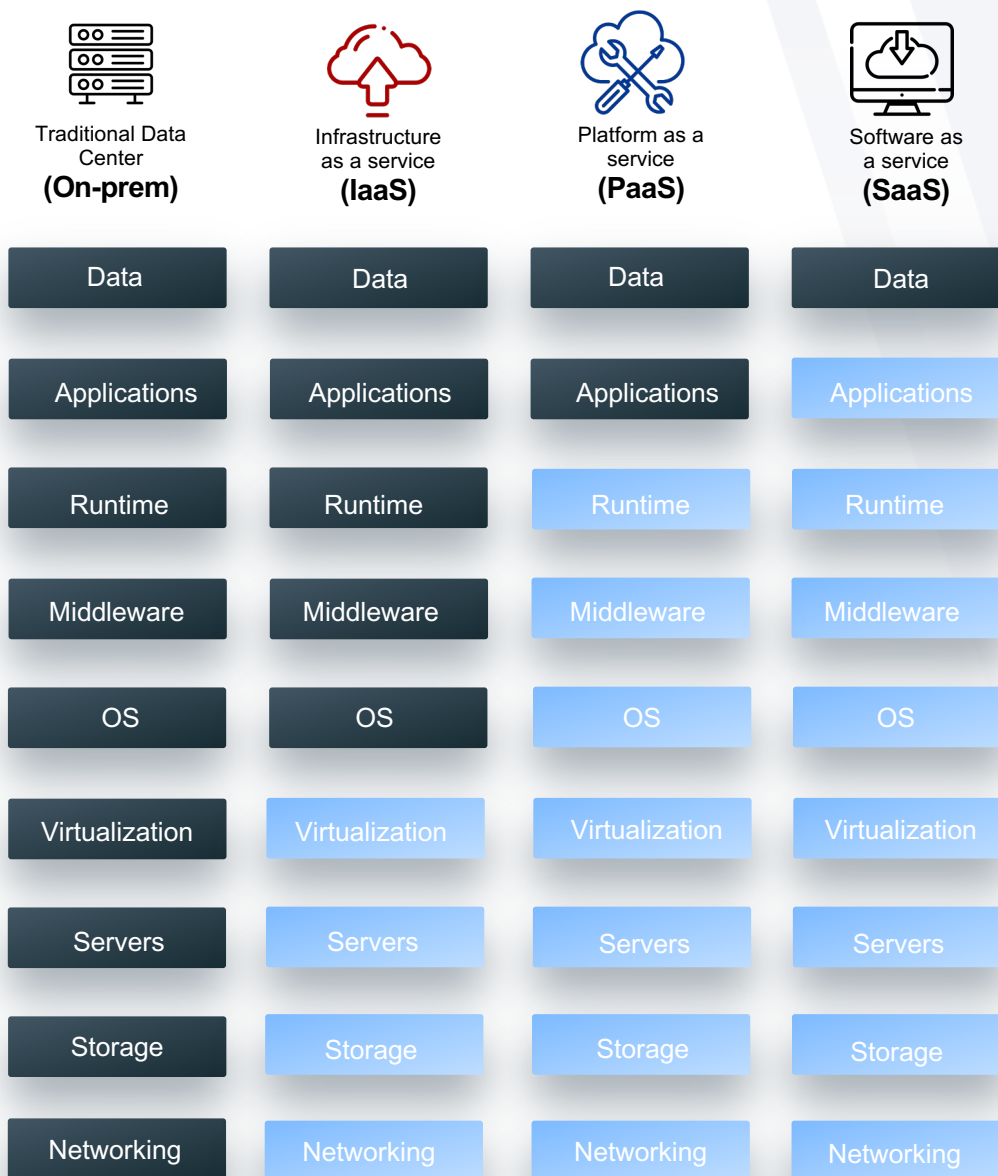 Traditional Data
Center
(On-prem)
Infrastructure
as a service
(IaaS)
Platform as a
service
(PaaS)
Software as
a service
(SaaS)
Data
Data
Data
Data
Applications
Applications
Applications
Applications
Runtime
Runtime
Runtime
Runtime
Middleware
Middleware
Middleware
Middleware
OS
OS
OS
OS
Virtualization
Virtualization
Virtualization
Virtualization
Servers
Servers
Servers
Servers
Storage
Storage
Storage
Storage
Networking
Networking
Networking
Networking